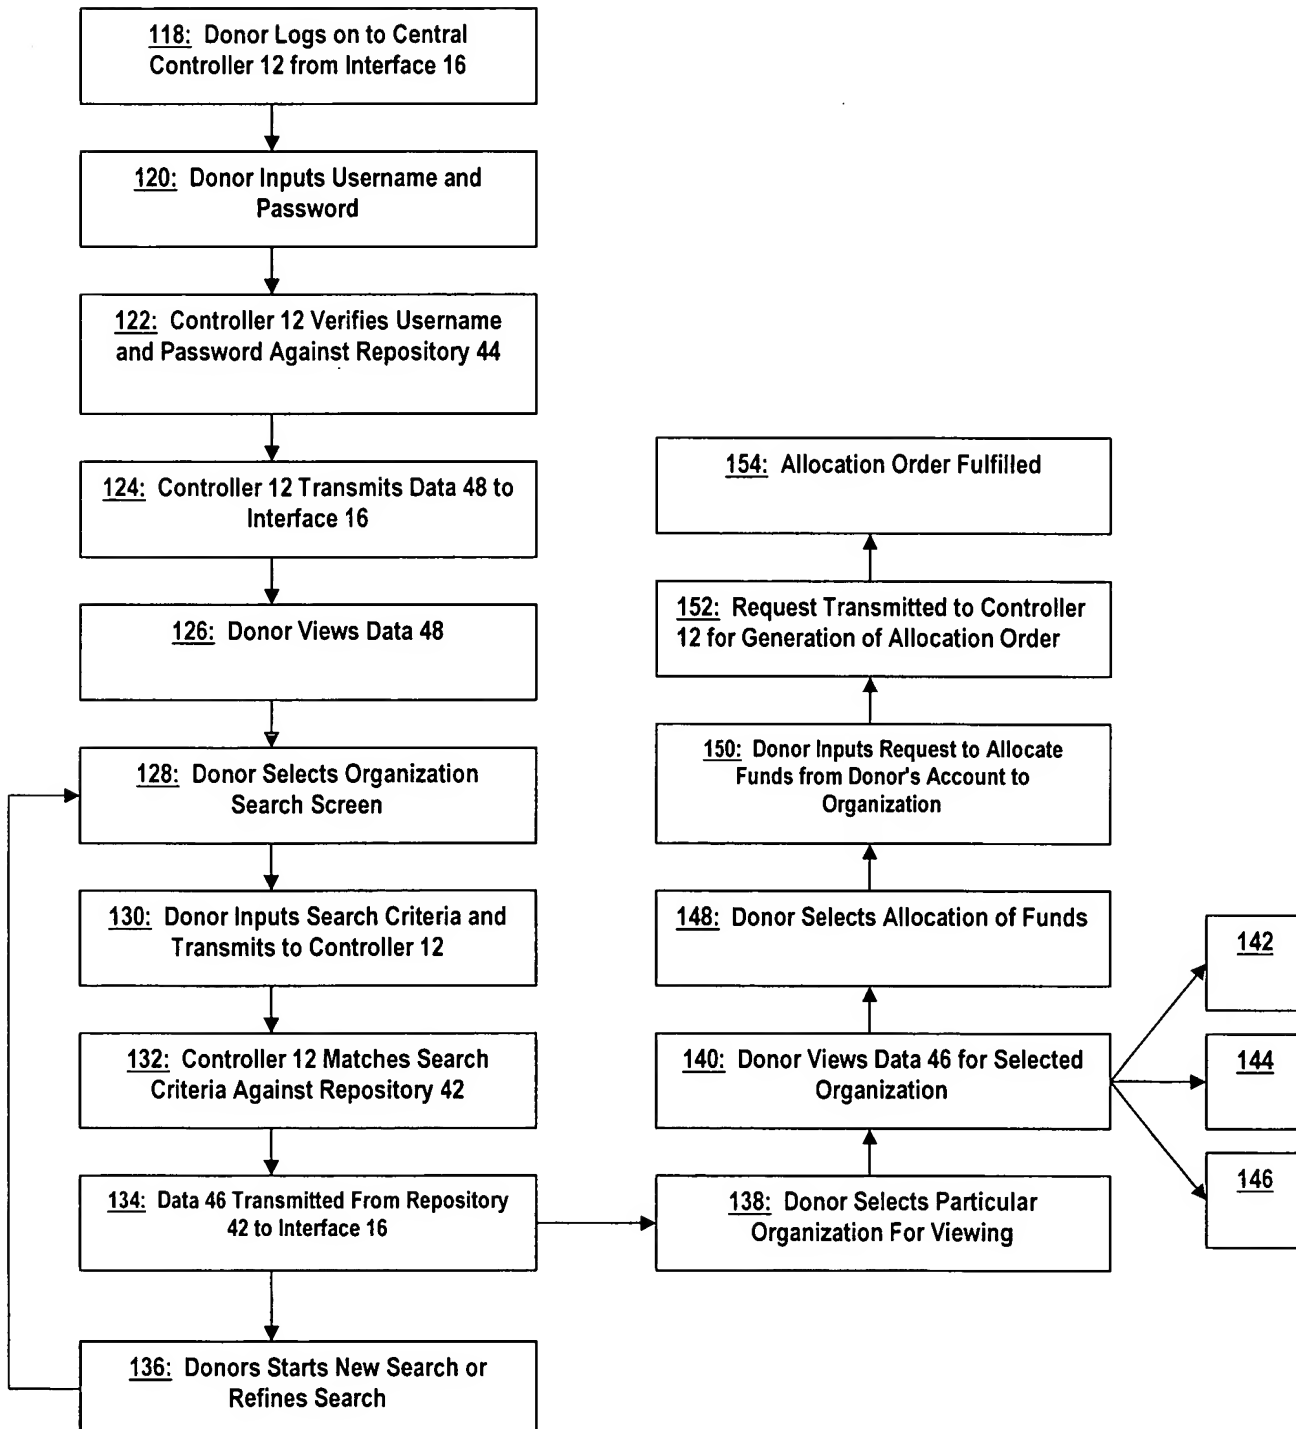 118: Donor Logs on to Central
Controller 12 from Interface 16
120: Donor Inputs Username and
Password
122: Controller 12 Verifies Username
and Password Against Repository 44
124: Controller 12 Transmits Data 48 to
Interface 16
126: Donor Views Data 48
128: Donor Selects Organization
Search Screen
130: Donor Inputs Search Criteria and
Transmits to Controller 12
132: Controller 12 Matches Search
Criteria Against Repository 42
134: Data 46 Transmitted From Repository
42 to Interface 16
136: Donors Starts New Search or
Refines Search
154: Allocation Order Fulfilled
152: Request Transmitted to Controller
12 for Generation of Allocation Order
150: Donor Inputs Request to Allocate
Funds from Donor's Account to
Organization
148: Donor Selects Allocation of Funds
140: Donor Views Data 46 for Selected
Organization
138: Donor Selects Particular
Organization For Viewing
142
144
146